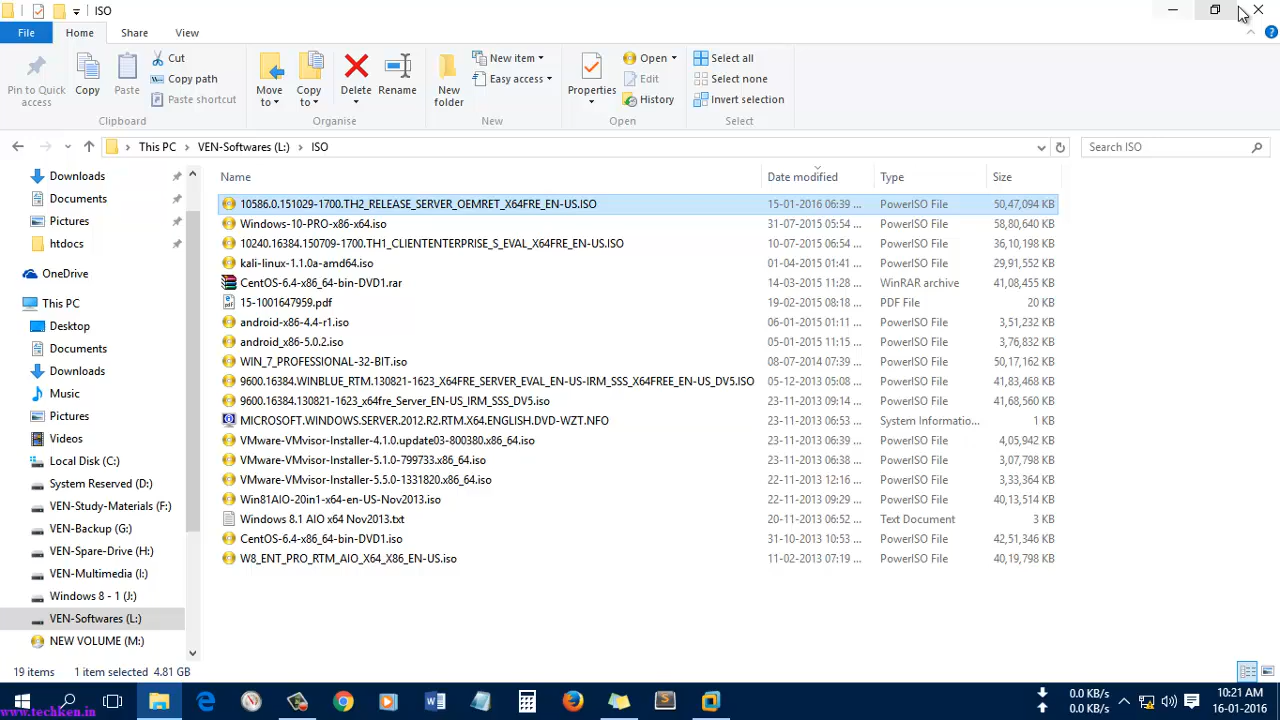 ISO
File Home Share View
Pin to Quick access
Copy
Paste
Cut
Copy path
Paste shortcut
Clipboard
Move to
Copy to
Delete
Rename
Organise
New folder
New item
Easy access
New
Properties
Open
Edit
History
Open
Select all
Select none
Invert selection
Select
This PC VEN-Softwares (L:) ISO
Search ISO
Downloads
Documents
Pictures
htdocs
OneDrive
This PC
Desktop
Documents
Downloads
Music
Pictures
Videos
Local Disk (C:)
System Reserved (D:)
VEN-Study-Materials (F:)
VEN-Backup (G:)
VEN-Spare-Drive (H:)
VEN-Multimedia (I:)
Windows 8 - 1 (J:)
VEN-Softwares (L:)
NEW VOLUME (M:)
Name Date modified Type Size
10586.0.151029-1700.TH2_RELEASE_SERVER_OEMRET_X64FRE_EN-US.ISO 15-01-2016 06:39 ... PowerISO File 50,47,094 KB
Windows-10-PRO-x86-x64.iso 31-07-2015 05:54 ... PowerISO File 58,80,640 KB
10240.16384.150709-1700.TH1_CLIENTENTERPRISE_S_EVAL_X64FRE_EN-US.ISO 10-07-2015 06:54 ... PowerISO File 36,10,198 KB
kali-linux-1.1.0a-amd64.iso 01-04-2015 01:41 ... PowerISO File 29,91,552 KB
CentOS-6.4-x86_64-bin-DVD1.rar 14-03-2015 11:28 ... WinRAR archive 41,08,455 KB
15-1001647959.pdf 19-02-2015 08:18 ... PDF File 20 KB
android-x86-4.4-r1.iso 06-01-2015 01:11 ... PowerISO File 3,51,232 KB
android_x86-5.0.2.iso 05-01-2015 11:15 ... PowerISO File 3,76,832 KB
WIN_7_PROFESSIONAL-32-BIT.iso 08-07-2014 07:39 ... PowerISO File 50,17,162 KB
9600.16384.WINBLUE_RTM.130821-1623_X64FRE_SERVER_EVAL_EN-US-IRM_SSS_X64FREE_EN-US_DV5.ISO 05-12-2013 05:08 ... PowerISO File 41,83,468 KB
9600.16384.130821-1623_x64fre_Server_EN-US_IRM_SSS_DV5.iso 23-11-2013 09:14 ... PowerISO File 41,68,560 KB
MICROSOFT.WINDOWS.SERVER.2012.R2.RTM.X64.ENGLISH.DVD-WZT.NFO 23-11-2013 06:53 ... System Informatio... 1 KB
VMware-VMvisor-Installer-4.1.0.update03-800380.x86_64.iso 23-11-2013 06:39 ... PowerISO File 4,05,942 KB
VMware-VMvisor-Installer-5.1.0-799733.x86_64.iso 23-11-2013 06:38 ... PowerISO File 3,07,798 KB
VMware-VMvisor-Installer-5.5.0-1331820.x86_64.iso 22-11-2013 12:16 ... PowerISO File 3,33,364 KB
Win81AIO-20in1-x64-en-US-Nov2013.iso 22-11-2013 09:29 ... PowerISO File 40,13,514 KB
Windows 8.1 AIO x64 Nov2013.txt 20-11-2013 06:52 ... Text Document 3 KB
CentOS-6.4-x86_64-bin-DVD1.iso 31-10-2013 10:53 ... PowerISO File 42,51,346 KB
W8_ENT_PRO_RTM_AIO_X64_X86_EN-US.iso 11-02-2013 07:19 ... PowerISO File 40,19,798 KB
19 items 1 item selected 4.81 GB
0.0 KB/s
0.0 KB/s
10:21 AM
16-01-2016
www.techken.in